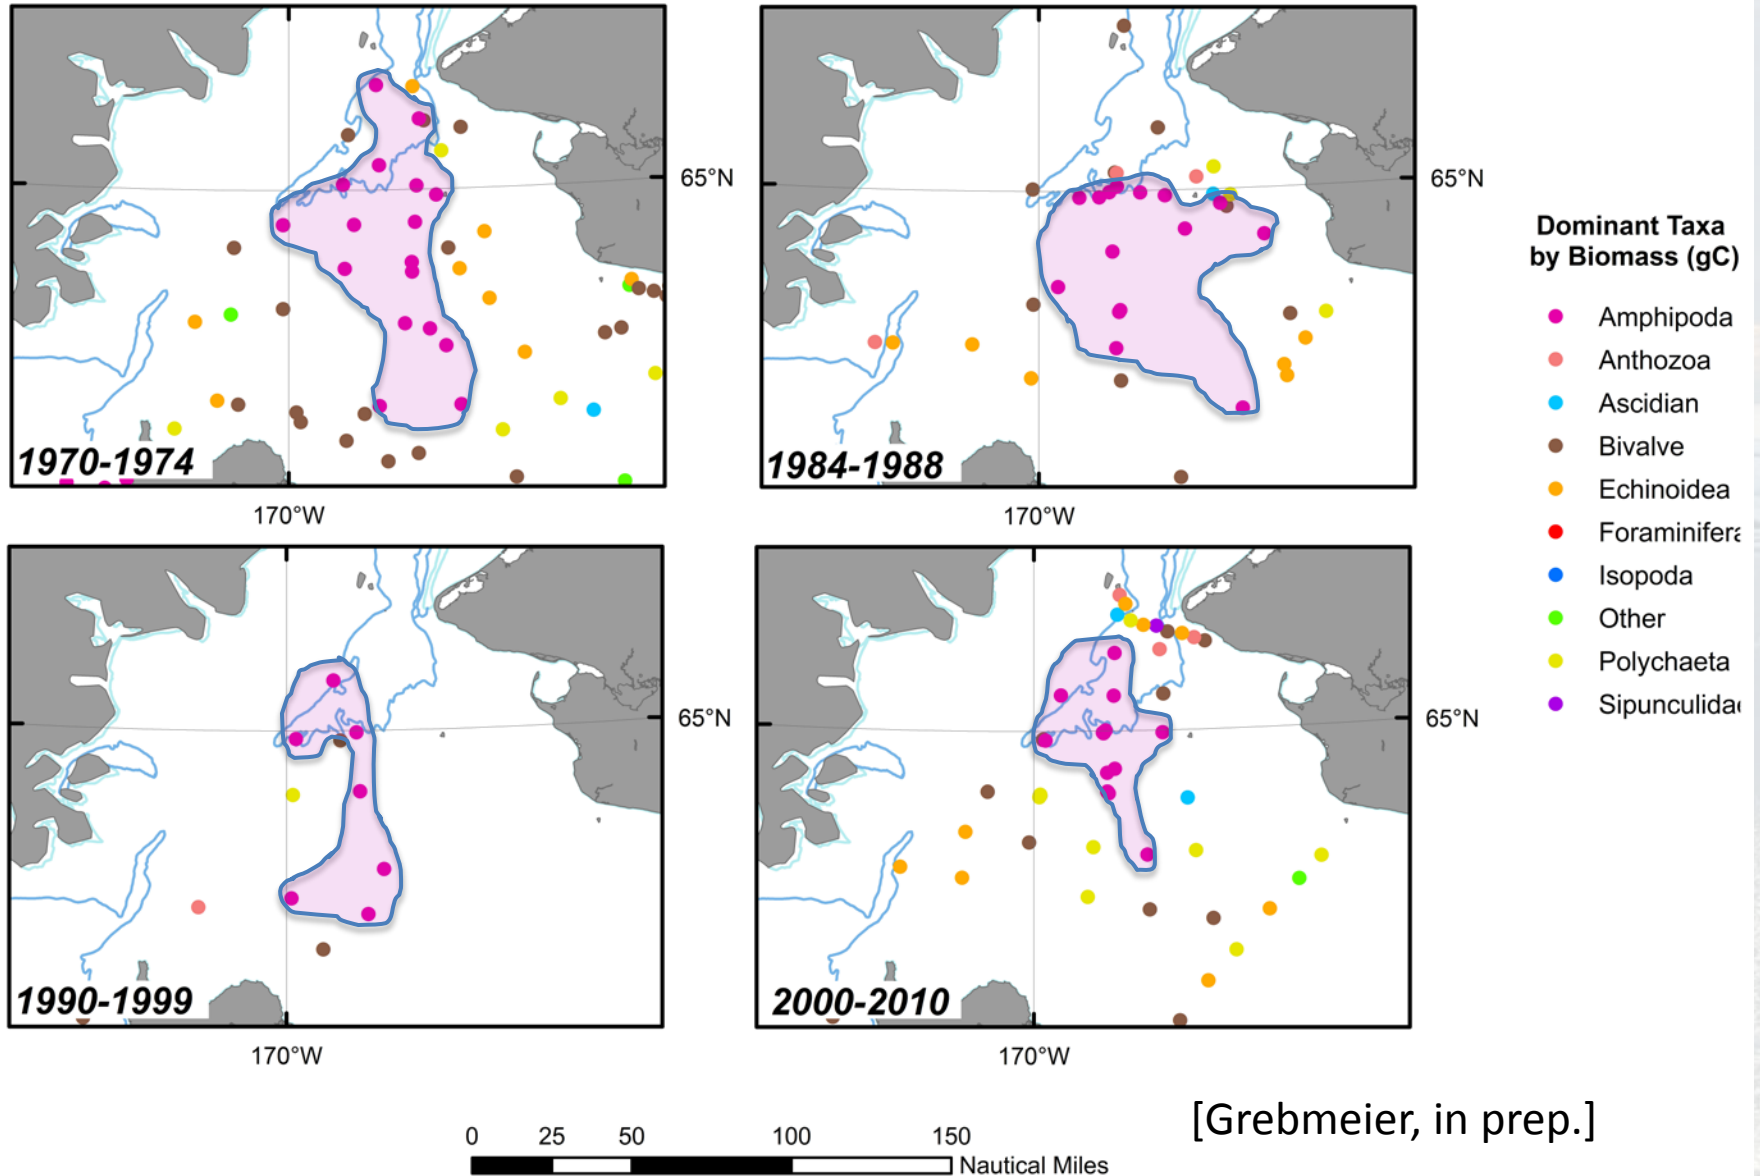 65°N
170°W
1970-1974
65°N
170°W
1984-1988
Dominant Taxa
by Biomass (gC)
Amphipoda
Anthozoa
Ascidian
Bivalve
Echinoidea
Foraminifera
Isopoda
Other
Polychaeta
Sipunculida
65°N
170°W
1990-1999
65°N
170°W
2000-2010
[Grebmeier, in prep.]
0 25 50 100 150
Nautical Miles